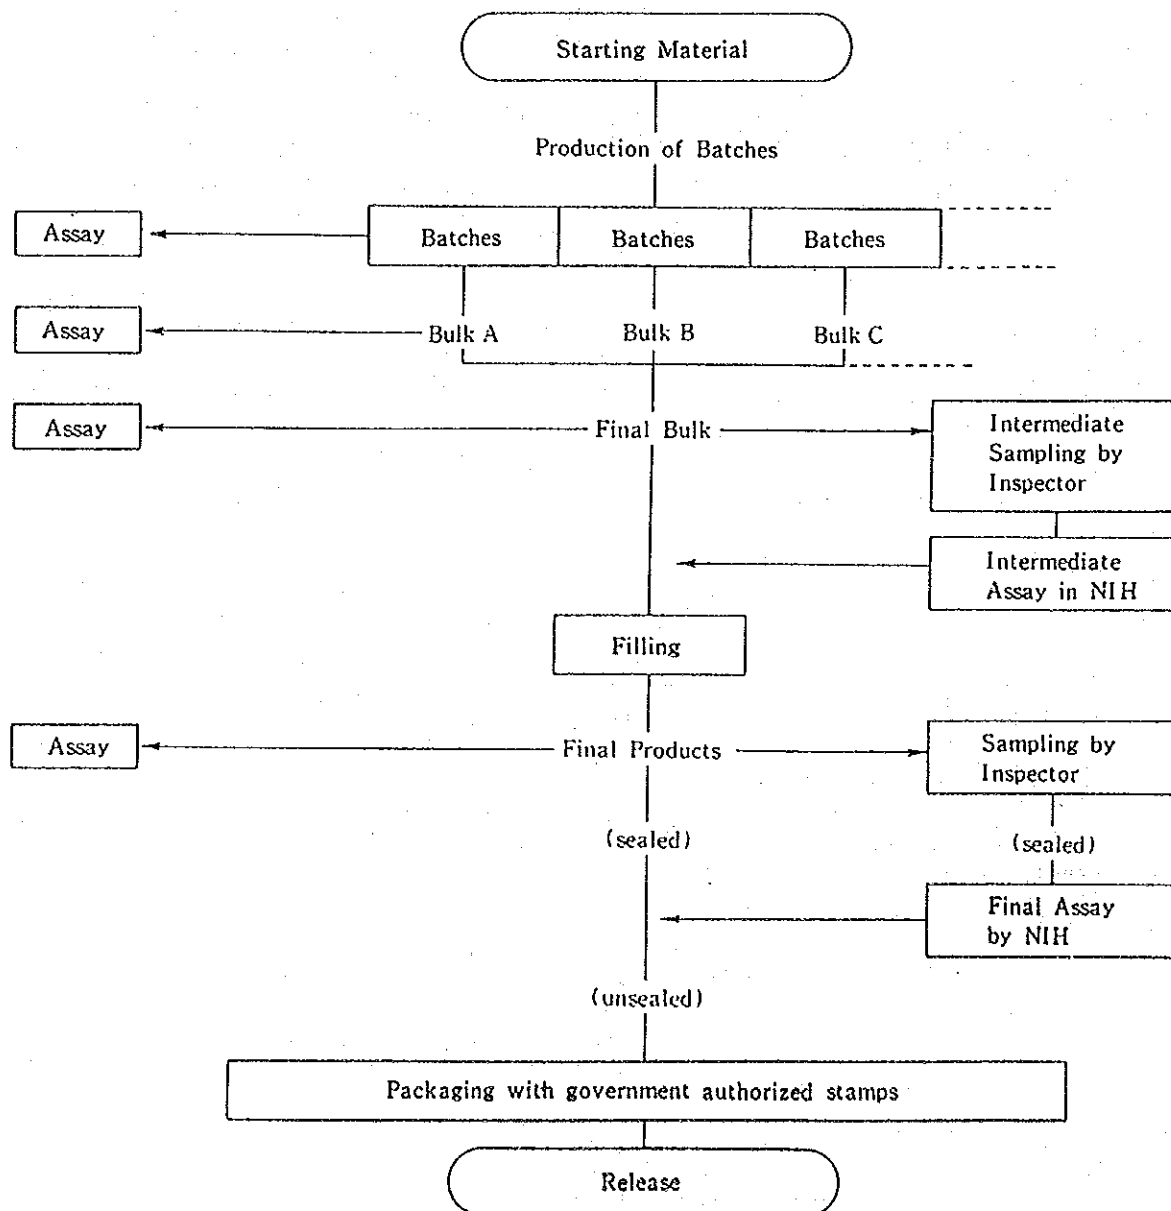 Starting Material
Production of Batches
Assay
Batches
Batches
Batches
Assay
Bulk A
Bulk B
Bulk C
Assay
Final Bulk
Intermediate
Sampling by
Inspector
Intermediate
Assay in NIH
Filling
Assay
Final Products
Sampling by
Inspector
(sealed)
(sealed)
Final Assay
by NIH
(unsealed)
Packaging with government authorized stamps
Release